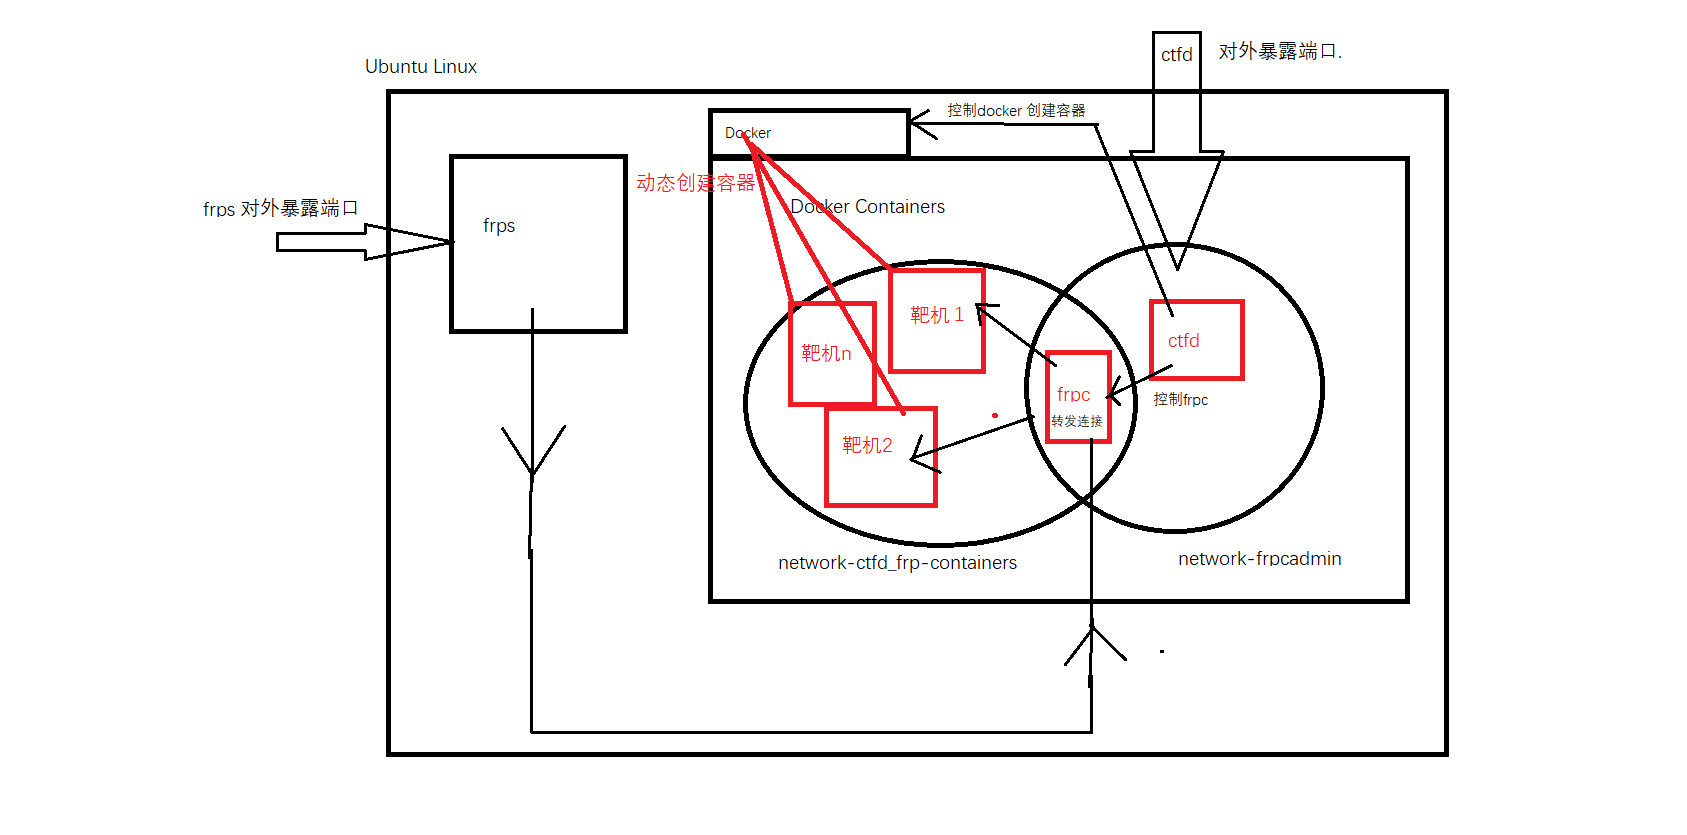 ctfd
对外暴露端口.
Ubuntu Linux
控制docker 创建容器
Docker
动态创建容器
Docker Containers
frps 对外暴露端口
frps
靶机 1
靶机n
ctfd
frpc
控制frpc
转发连接
靶机2
network-ctfd_frp-containers
network-frpcadmin